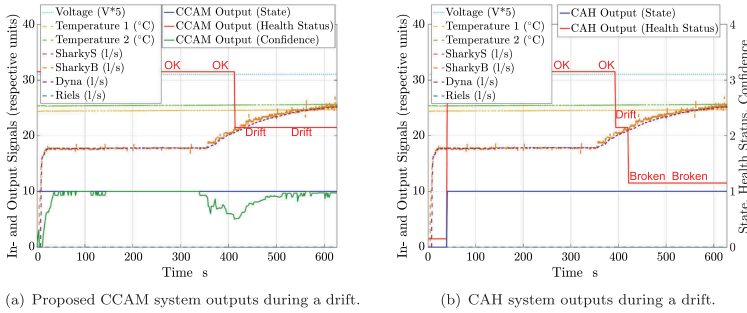 In- and Output Signals (respective units)
40
30
20
10
0
Voltage (V*5)
Temperature 1 (°C)
Temperature 2 (°C)
SharkyS (l/s)
SharkyB (l/s)
Dyna (l/s)
Riels (l/s)
CCAM Output (State)
CCAM Output (Health Status)
CCAM Output (Confidence)
OK OK
Drift Drift
0 100 200 300 400 500 600
Time s
(a) Proposed CCAM system outputs during a drift.
In- and Output Signals (respective units)
40
30
20
10
0
Voltage (V*5)
Temperature 1 (°C)
Temperature 2 (°C)
SharkyS (l/s)
SharkyB (l/s)
Dyna (l/s)
Riels (l/s)
CAH Output (State)
CAH Output (Health Status)
OK OK
Drift
Broken Broken
0 100 200 300 400 500 600
Time s
4
3
2
1
0
State, Health Status, Confidence
(b) CAH system outputs during a drift.